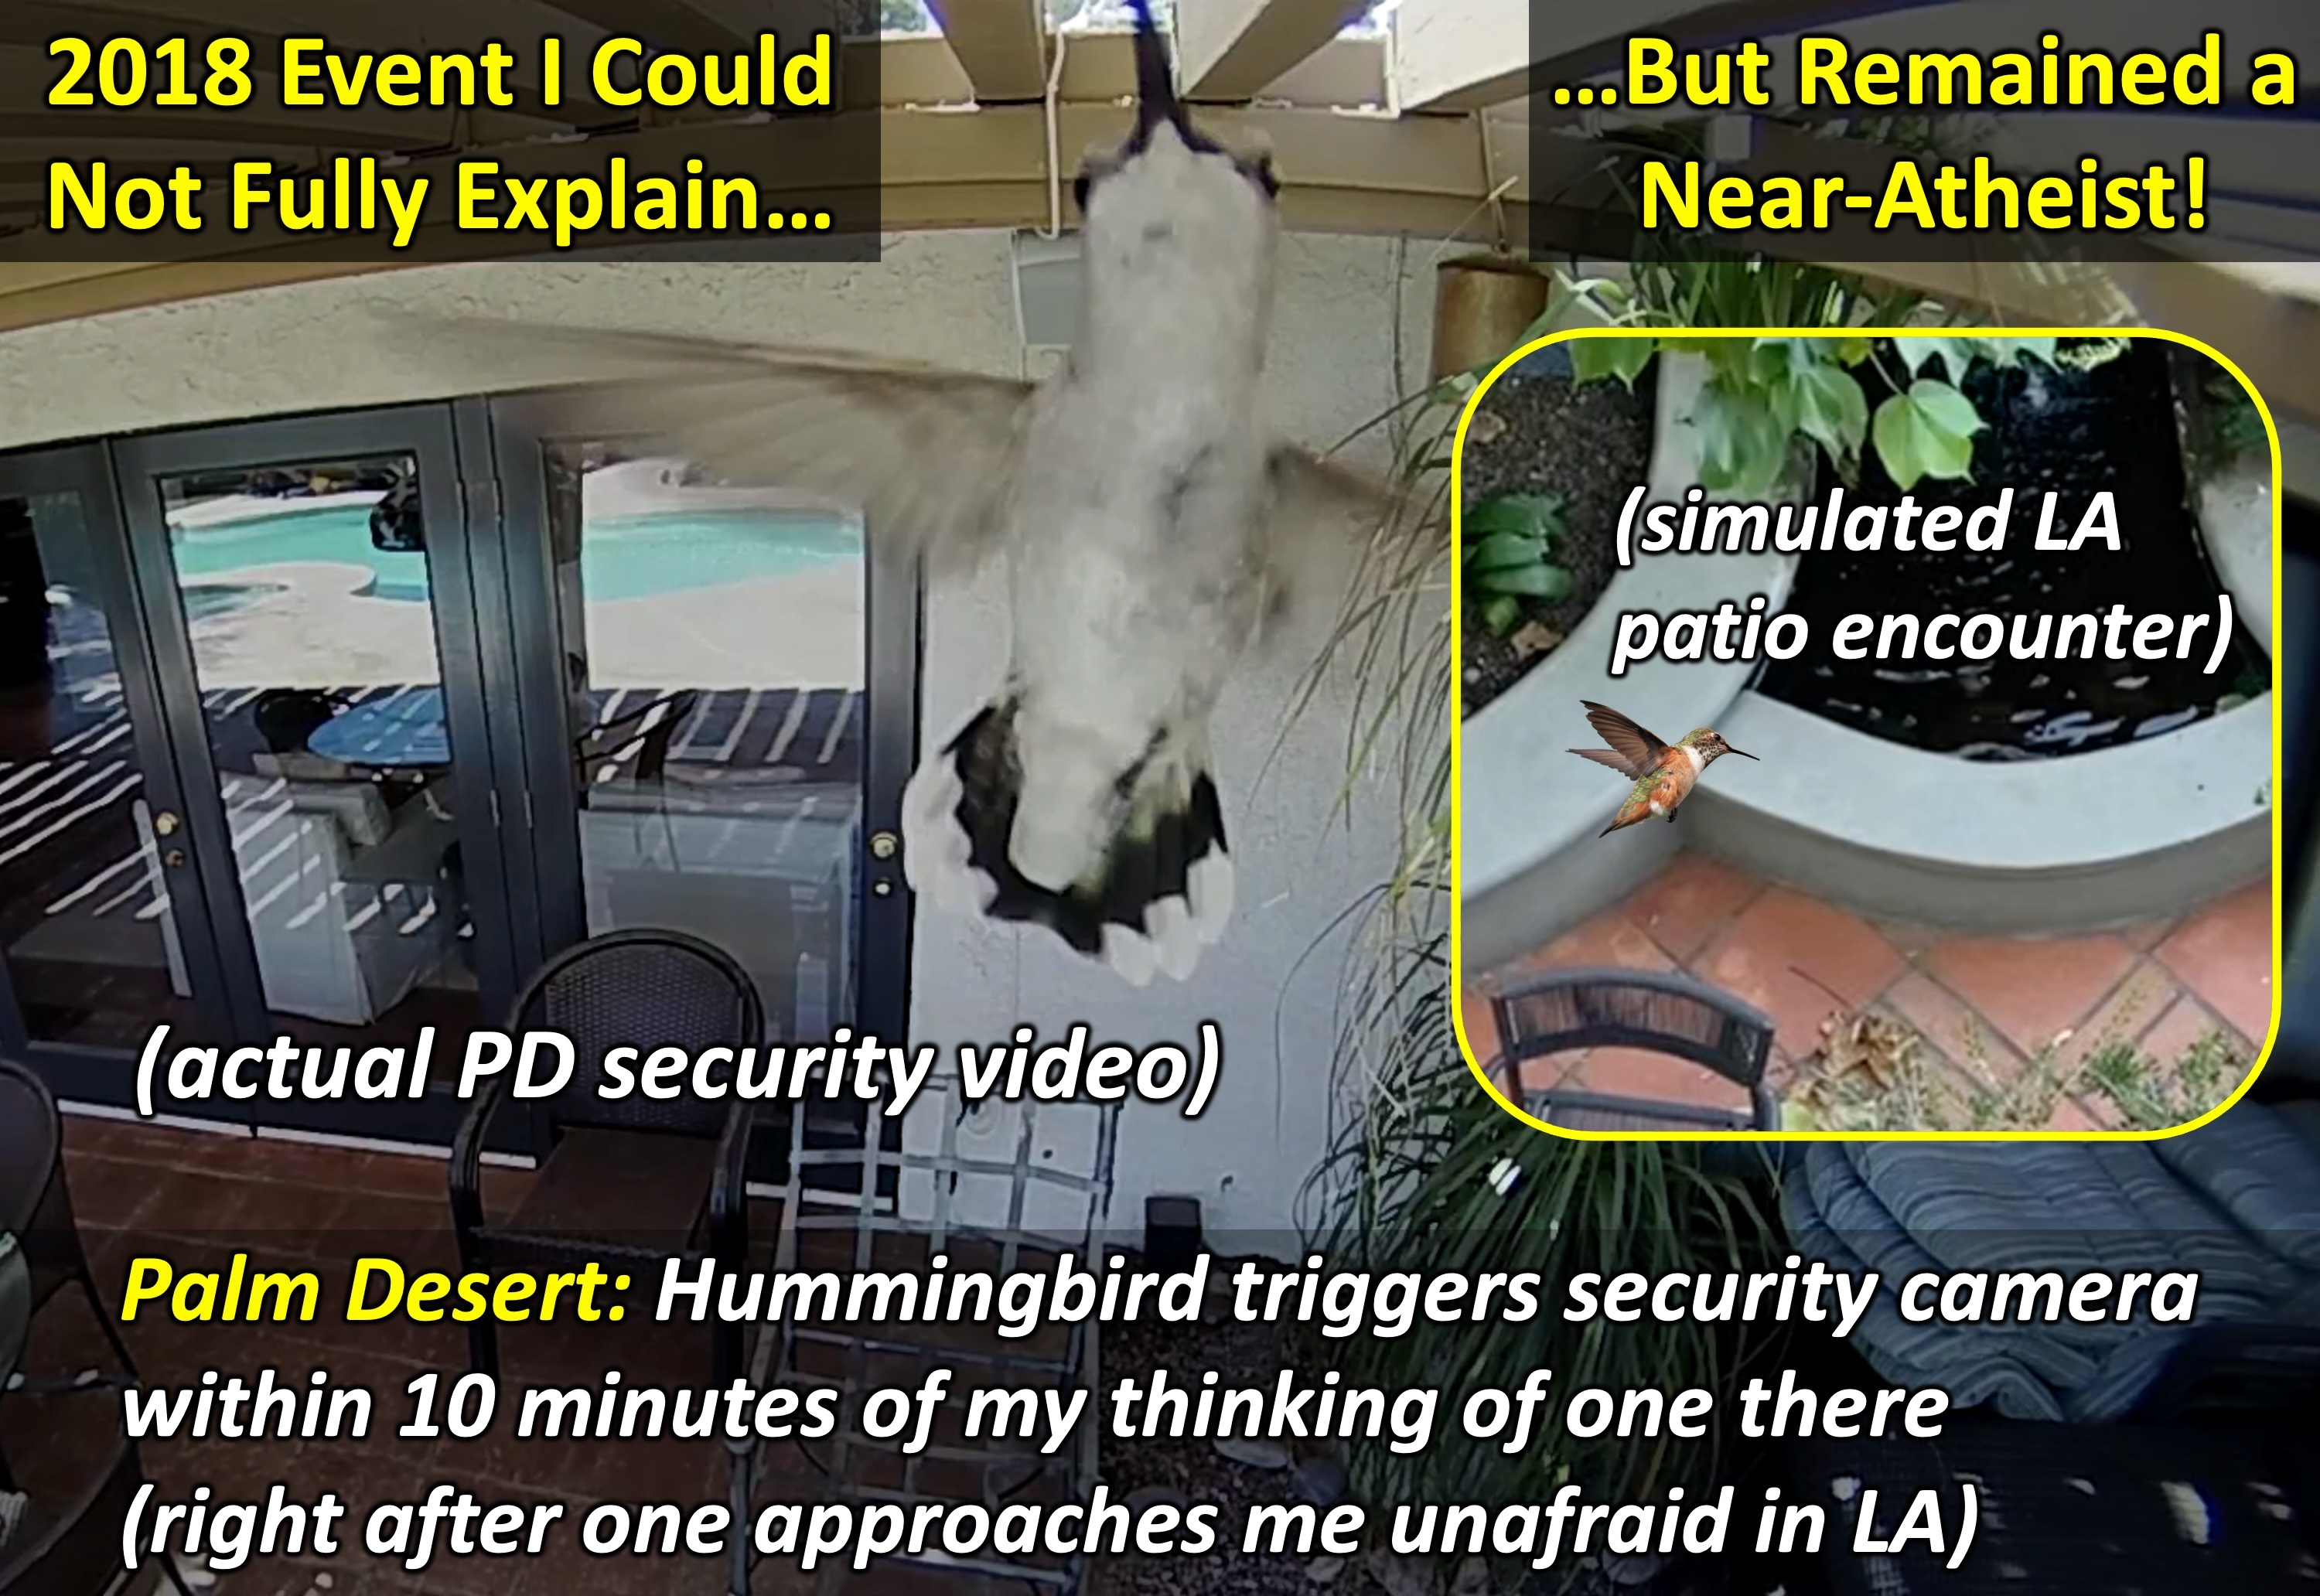 2018 Event I Could
Not Fully Explain...
...But Remained a
Near-Atheist!
(simulated LA
patio encounter)
(actual PD security video)
Palm Desert: Hummingbird triggers security camera
within 10 minutes of my thinking of one there
(right after one approaches me unafraid in LA)